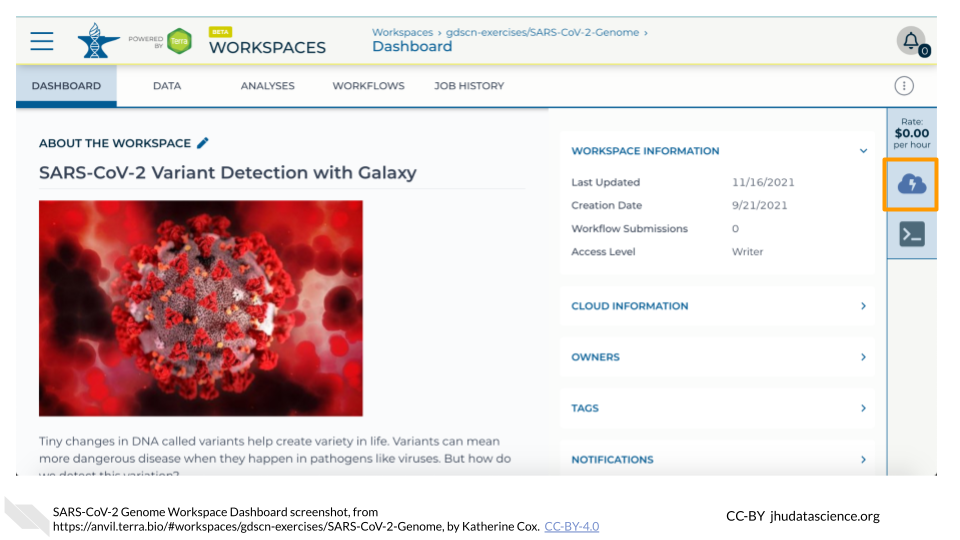 POWERED
BY
Terra
BETA
WORKSPACES
Workspaces › gdscn-exercises/SARS-CoV-2-Genome ›
Dashboard
0
DASHBOARD DATA ANALYSES WORKFLOWS JOB HISTORY
Rate:
$0.00
per hour
ABOUT THE WORKSPACE
SARS-CoV-2 Variant Detection with Galaxy
Tiny changes in DNA called variants help create variety in life. Variants can mean
more dangerous disease when they happen in pathogens like viruses. But how do
we detect this variation?
WORKSPACE INFORMATION
Last Updated 11/16/2021
Creation Date 9/21/2021
Workflow Submissions 0
Access Level Writer
CLOUD INFORMATION
OWNERS
TAGS
NOTIFICATIONS
SARS-CoV-2 Genome Workspace Dashboard screenshot, from
https://anvil.terra.bio/#workspaces/gdscn-exercises/SARS-CoV-2-Genome, by Katherine Cox. CC-BY-4.0
CC-BY jhudatascience.org